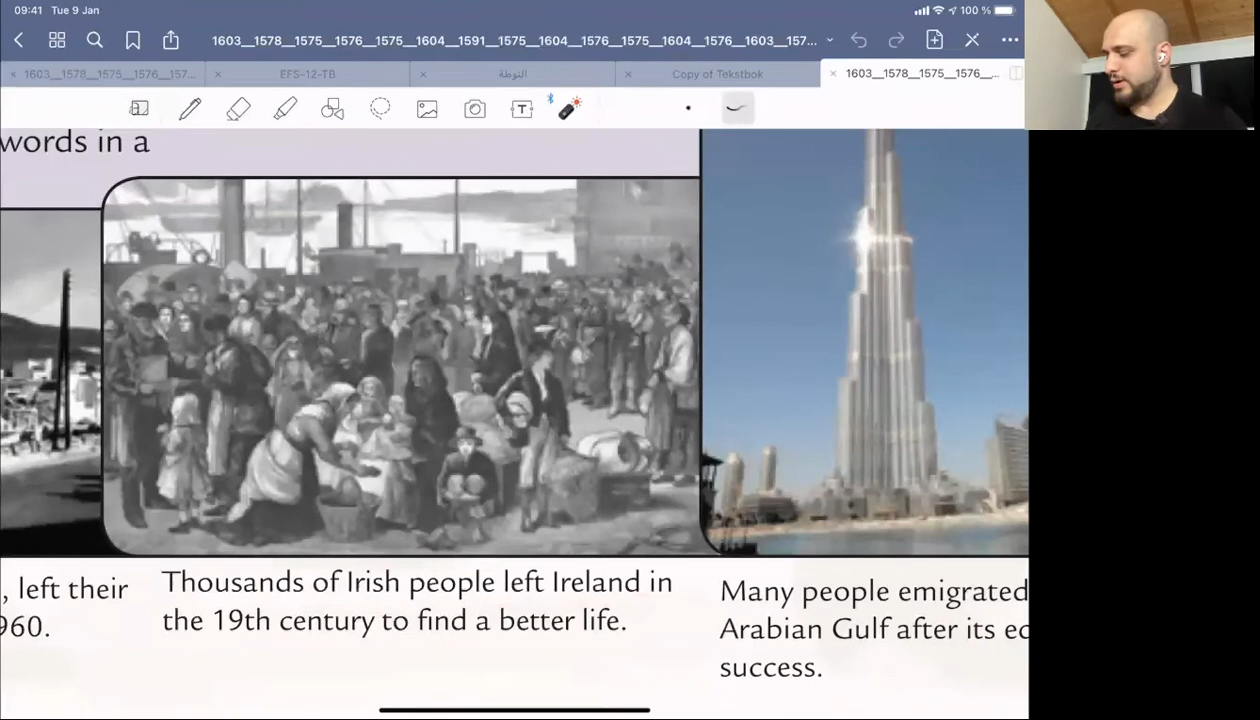 09:41 Tue 9 Jan
100 %
1603__1578__1575__1576__1575__1604__1591__1575__1604__1576__1575__1604__1576__1603__157...
1603__1578__1575__1576__157...
EFS-12-TB
النوطة
Copy of Tekstbok
1603__1578__1575__1576__...
T
words in a
, left their
960.
Thousands of Irish people left Ireland in
the 19th century to find a better life.
Many people emigrated
Arabian Gulf after its ec
success.